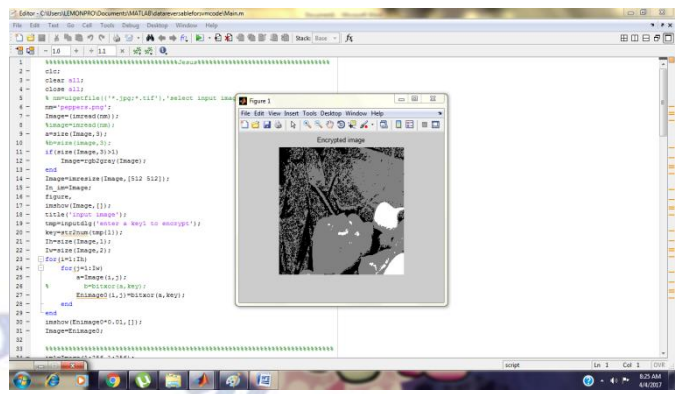 Editor - C:\Users\LEMONPRO\Documents\MATLAB\datareversableforsvncode\Main.m
File Edit Text Go Cell Tools Debug Desktop Window Help
Stack: Base
- 1.0 + ÷ 1.1 ×
1 %%%%%%%%%%%%%%%%%%%%%%%%%%%%%%%%Jesus%%%%%%%%%%%%%%%%%%%%%%%%%%%%%%%%
2 - clc;
3 - clear all;
4 - close all;
5 % nm=uigetfile(('*.jpg;*.tif'),'select input imag
6 - nm='peppers.png';
7 - Image=(imread(nm));
8 %image=imread(nm);
9 - a=size(Image,3);
10 %b=size(image,3);
11 - if(size(Image,3)>1)
12 - Image=rgb2gray(Image);
13 - end
14 - Image=imresize(Image,[512 512]);
15 - In_im=Image;
16 - figure,
17 - imshow(Image,[]);
18 - title('input image');
19 - tmp=inputdlg('enter a key1 to encrypt');
20 - key=str2num(tmp{1});
21 - Ih=size(Image,1);
22 - Iw=size(Image,2);
23 - for(i=1:Ih)
24 - for(j=1:Iw)
25 - a=Image(i,j);
26 % b=bitxor(a,key);
27 - Enimage0(i,j)=bitxor(a,key);
28 - end
29 - end
30 - imshow(Enimage0*0.01,[]);
31 - Image=Enimage0;
32
Figure 1
File Edit View Insert Tools Desktop Window Help
Encrypted image
script Ln 1 Col 1 OVR
8:25 AM
4/4/2017